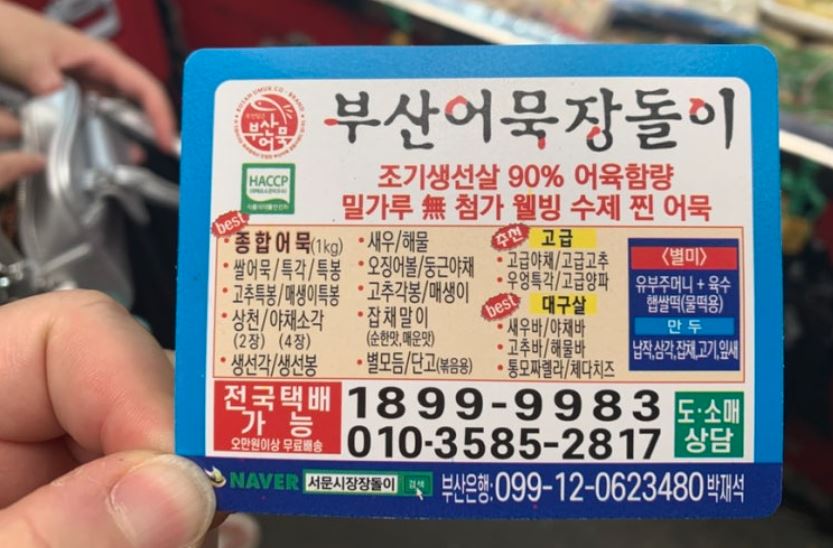 BUSAN UMUK CO. BRAND
부산
어묵
부산어묵장돌이
HACCP
조기생선살 90% 어육함량
밀가루 無 첨가 웰빙 수제 찐 어묵
best
· 종합어묵(1kg)
· 쌀어묵/특각/특봉
· 고추특봉/매생이특봉
· 상천/야채소각
(2장) (4장)
· 생선각/생선봉
· 새우/해물
· 오징어볼/둥근야채
· 고추각봉/매생이
· 잡채말이
(순한맛,매운맛)
· 별모듬/단고(볶음용)
추천 고급
· 고급야채/고급고추
· 우엉특각/고급양파
best 대구살
· 새우바/야채바
· 고추바/해물바
· 통모짜렐라/체다치즈
〈별미〉
유부주머니 + 육수
햅쌀떡(물떡용)
만 두
납작,삼각,잡채,고기,잎새
전국택배
가 능
오만원이상 무료배송
1899-9983
010-3585-2817
도·소매
상담
NAVER 서문시장장돌이 검색
부산은행:099-12-0623480 박재석